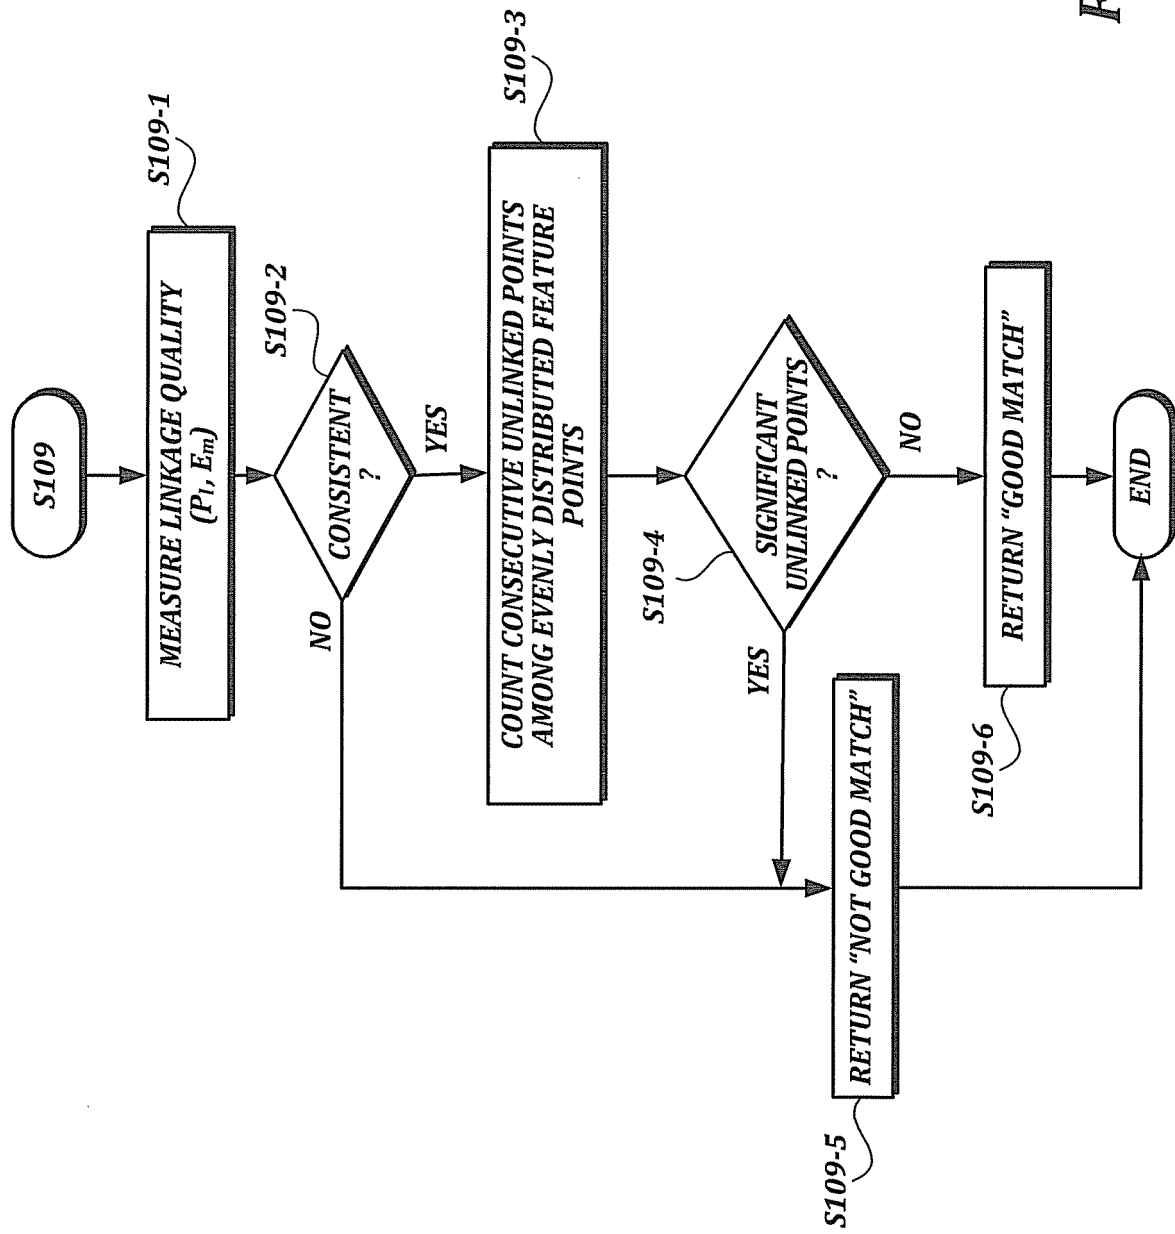 S109
S109-1
MEASURE LINKAGE QUALITY
(Pl, Em)
S109-2
CONSISTENT
?
NO
YES
S109-3
COUNT CONSECUTIVE UNLINKED POINTS
AMONG EVENLY DISTRIBUTED FEATURE
POINTS
S109-4
SIGNIFICANT
UNLINKED POINTS
?
YES
NO
S109-5
RETURN “NOT GOOD MATCH”
S109-6
RETURN “GOOD MATCH”
END